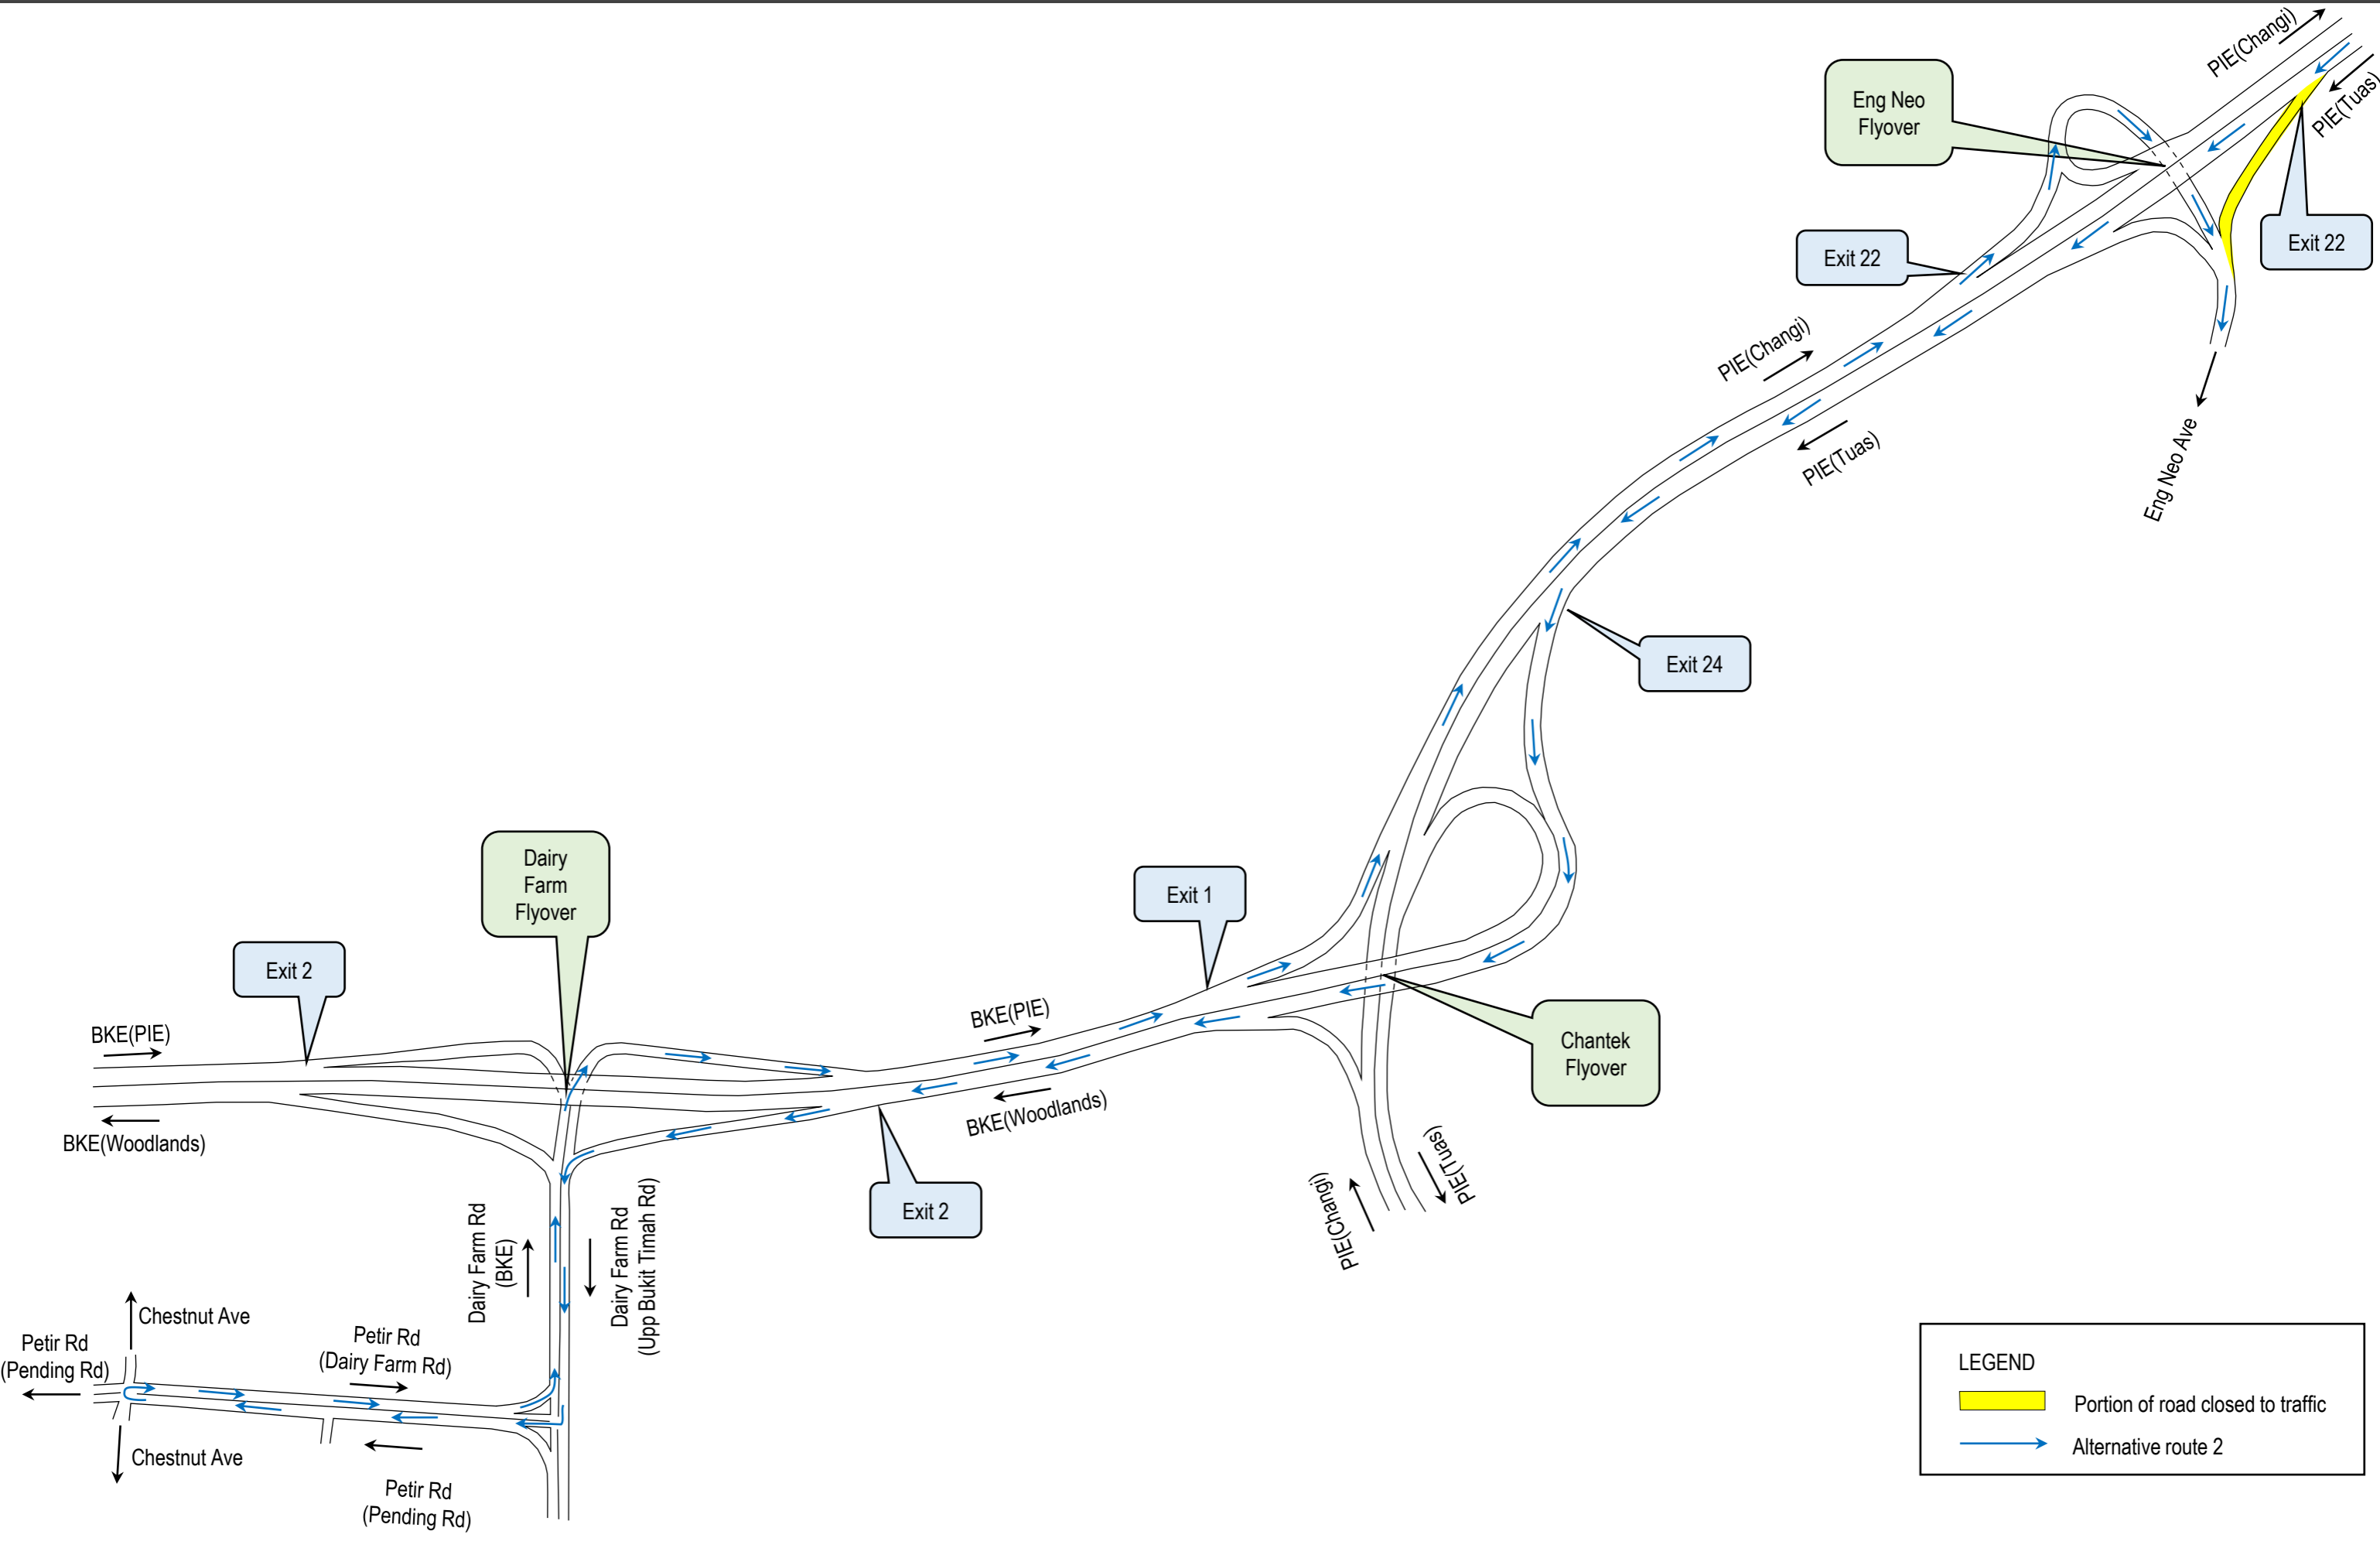 PIE(Changi)
PIE(Tuas)
Eng Neo
Flyover
Exit 22
Exit 22
PIE(Changi)
PIE(Tuas)
Eng Neo Ave
Exit 24
Dairy
Farm
Flyover
Exit 1
Exit 2
BKE(PIE)
BKE(PIE)
Chantek
Flyover
BKE(Woodlands)
BKE(Woodlands)
Exit 2
PIE(Changi)
PIE(Tuas)
Dairy Farm Rd
(BKE)
Dairy Farm Rd
(Upp Bukit Timah Rd)
Chestnut Ave
Petir Rd
(Pending Rd)
Petir Rd
(Dairy Farm Rd)
Chestnut Ave
Petir Rd
(Pending Rd)
LEGEND
Portion of road closed to traffic
Alternative route 2